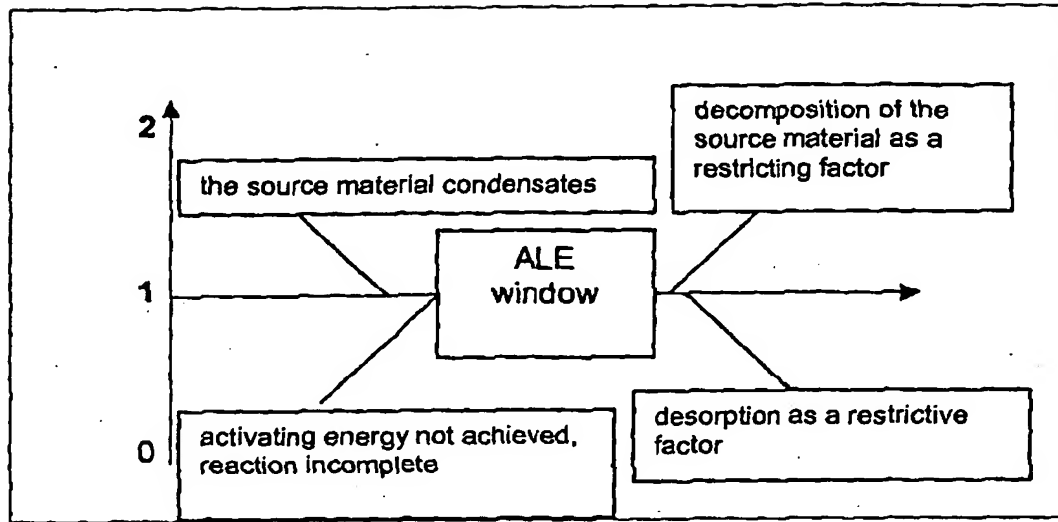 2
decomposition of the
source material as a
restricting factor
the source material condensates
ALE
window
1
activating energy not achieved,
reaction incomplete
desorption as a restrictive
factor
0